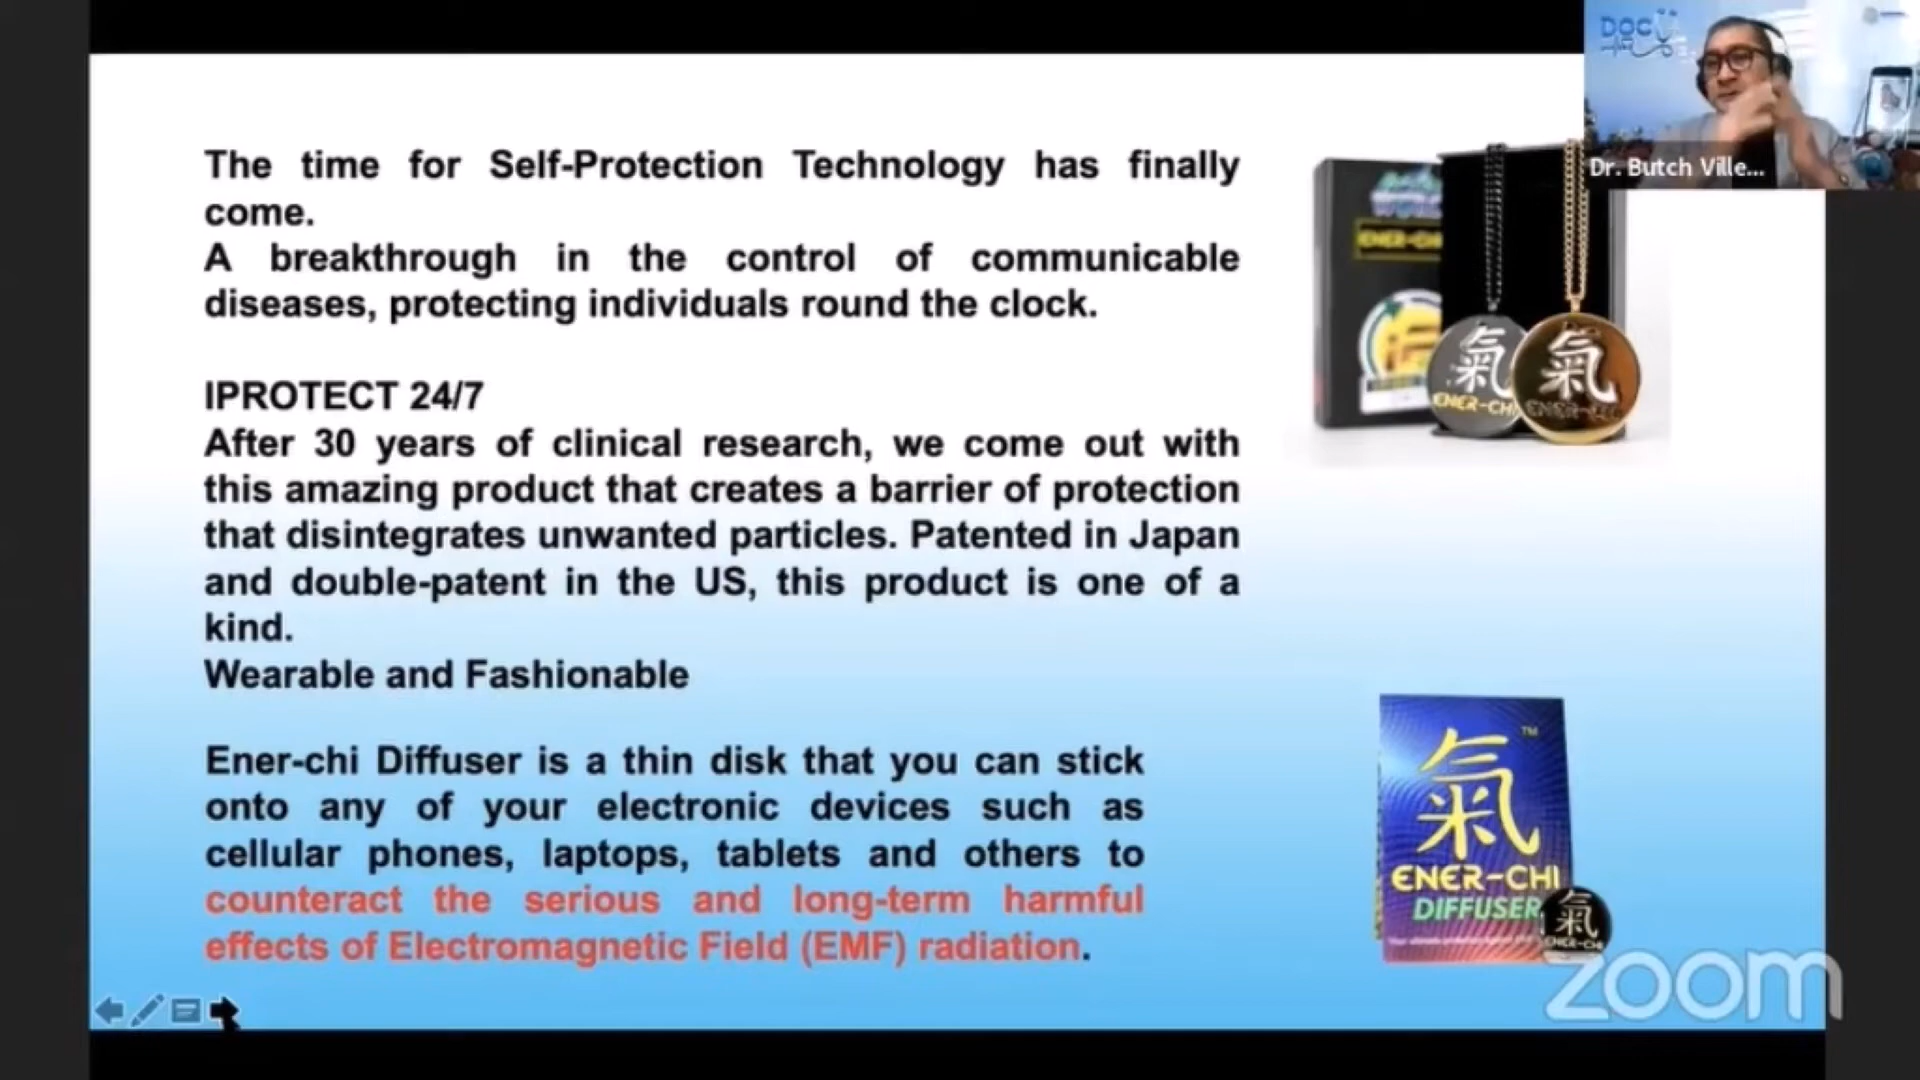 The time for Self-Protection Technology has finally
come.
A breakthrough in the control of communicable
diseases, protecting individuals round the clock.
IPROTECT 24/7
After 30 years of clinical research, we come out with
this amazing product that creates a barrier of protection
that disintegrates unwanted particles. Patented in Japan
and double-patent in the US, this product is one of a
kind.
Wearable and Fashionable
Ener-chi Diffuser is a thin disk that you can stick
onto any of your electronic devices such as
cellular phones, laptops, tablets and others to
counteract the serious and long-term harmful
effects of Electromagnetic Field (EMF) radiation.
DOC
Dr. Butch Ville...
ENER-CHI
氣
ENER-CHI
氣
氣
TM
ENER-CHI
DIFFUSER
氣
ENER-CHI
zoom